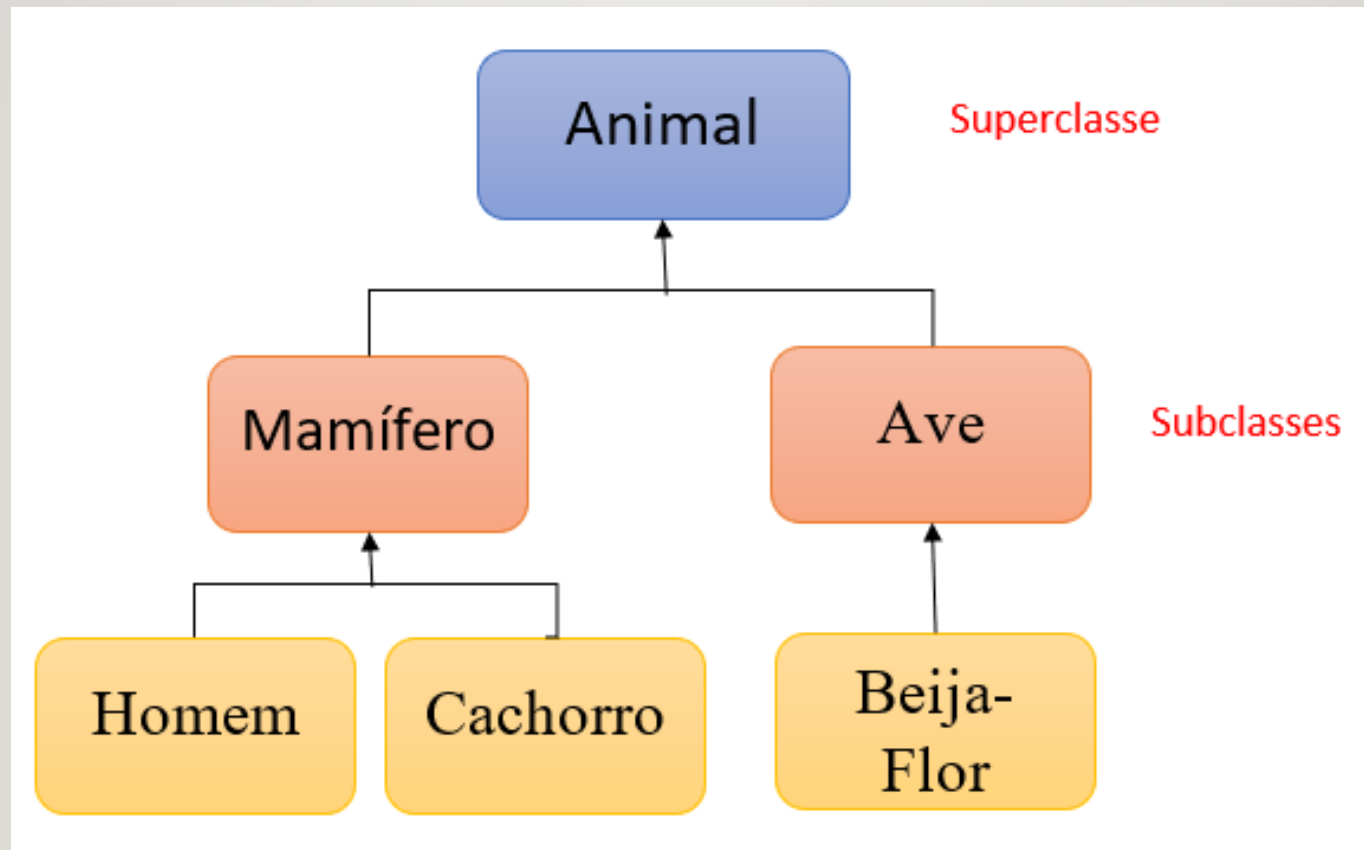 Animal
Superclasse
Mamífero
Ave
Subclasses
Homem
Cachorro
Beija-
Flor